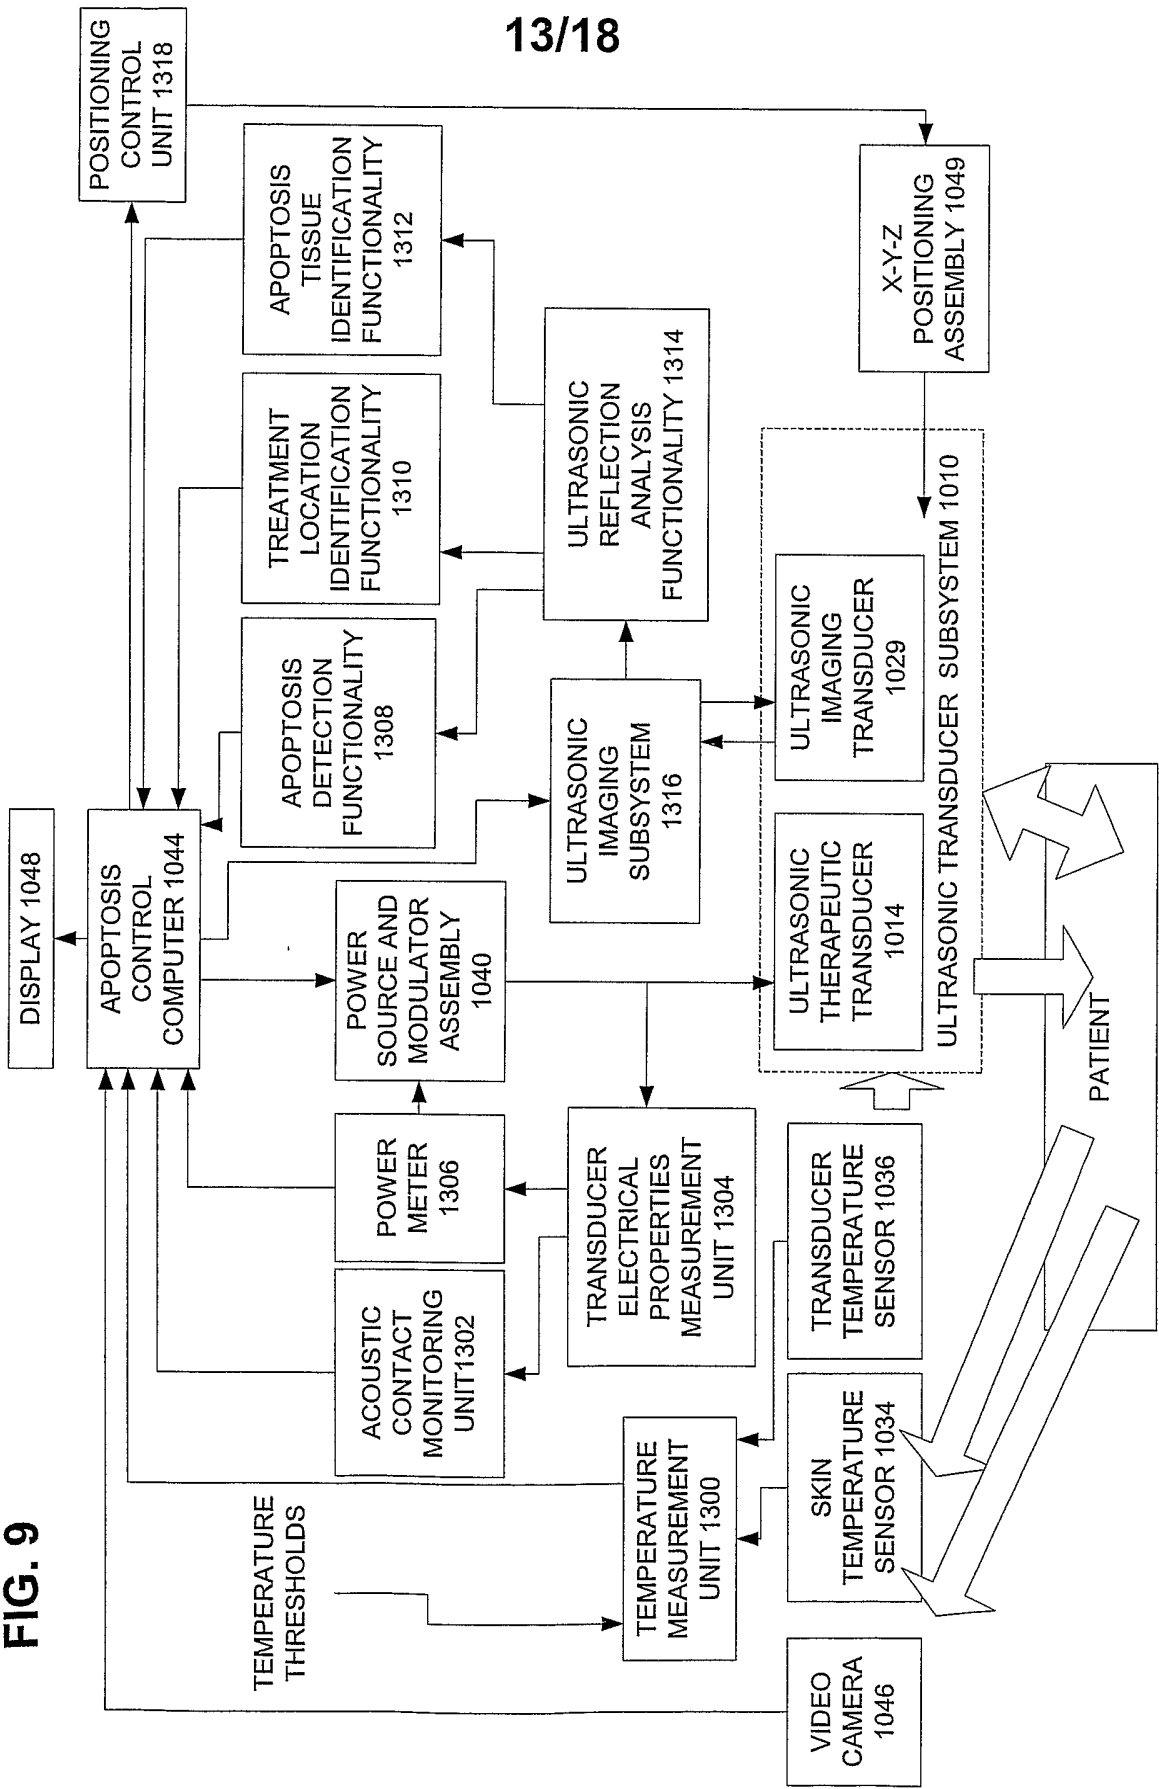 13/18
FIG. 9
DISPLAY 1048
POSITIONING
CONTROL
UNIT 1318
APOPTOSIS
CONTROL
COMPUTER 1044
TEMPERATURE
THRESHOLDS
ACOUSTIC
CONTACT
MONITORING
UNIT1302
POWER
METER
1306
POWER
SOURCE AND
MODULATOR
ASSEMBLY
1040
APOPTOSIS
DETECTION
FUNCTIONALITY
1308
TREATMENT
LOCATION
IDENTIFICATION
FUNCTIONALITY
1310
APOPTOSIS
TISSUE
IDENTIFICATION
FUNCTIONALITY
1312
TEMPERATURE
MEASUREMENT
UNIT 1300
TRANSDUCER
ELECTRICAL
PROPERTIES
MEASUREMENT
UNIT 1304
ULTRASONIC
IMAGING
SUBSYSTEM
1316
ULTRASONIC
REFLECTION
ANALYSIS
FUNCTIONALITY 1314
VIDEO
CAMERA
1046
SKIN
TEMPERATURE
SENSOR 1034
TRANSDUCER
TEMPERATURE
SENSOR 1036
ULTRASONIC
THERAPEUTIC
TRANSDUCER
1014
ULTRASONIC
IMAGING
TRANSDUCER
1029
ULTRASONIC TRANSDUCER SUBSYSTEM 1010
X-Y-Z
POSITIONING
ASSEMBLY 1049
PATIENT